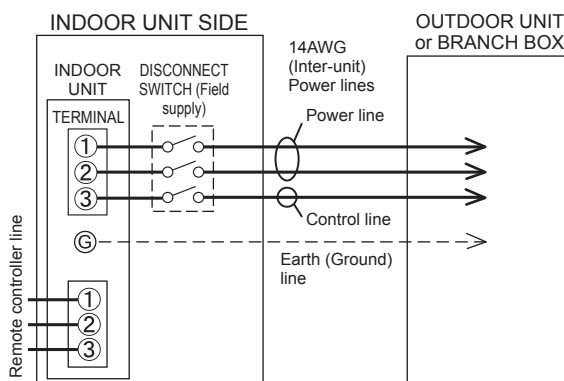 INDOOR UNIT SIDE
OUTDOOR UNIT
or BRANCH BOX
INDOOR
UNIT
TERMINAL
DISCONNECT
SWITCH (Field
supply)
14AWG
(Inter-unit)
Power lines
Power line
①
②
③
Control line
G
Earth (Ground)
line
Remote controller line
①
②
③